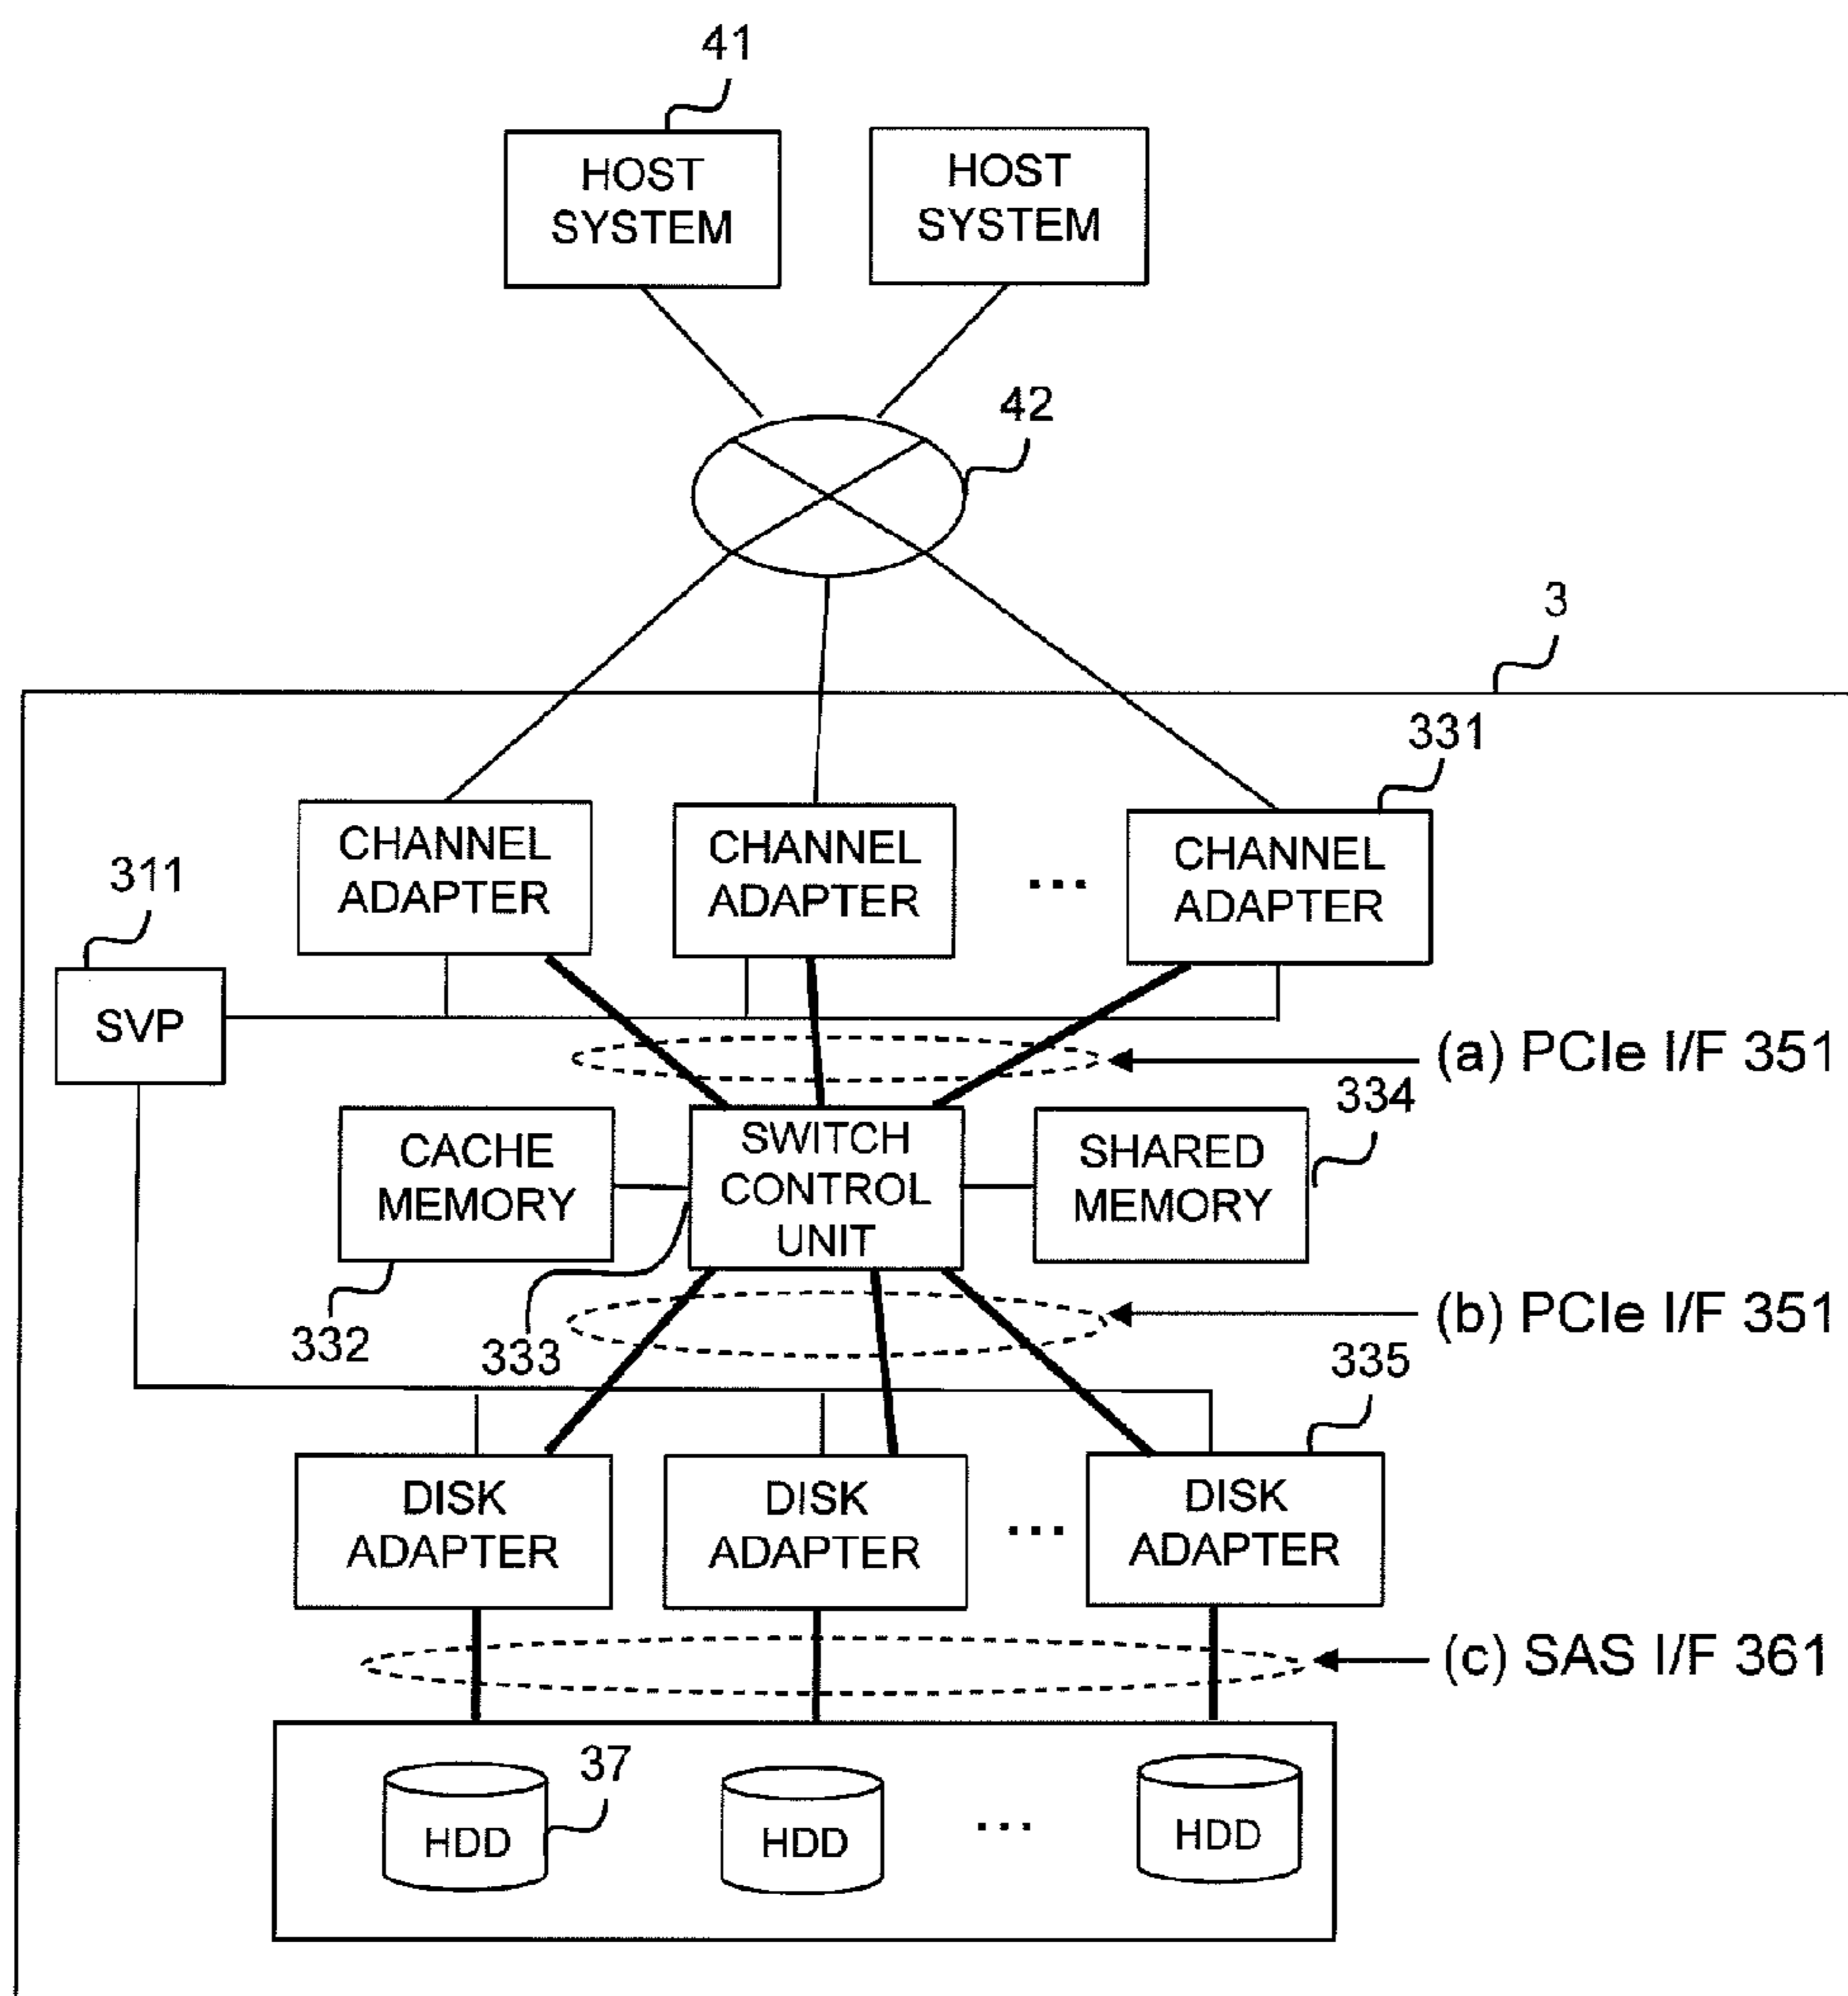 41
HOST
SYSTEM
HOST
SYSTEM
42
3
331
CHANNEL
ADAPTER
CHANNEL
ADAPTER
...
CHANNEL
ADAPTER
311
SVP
(a) PCIe I/F 351
334
CACHE
MEMORY
SWITCH
CONTROL
UNIT
SHARED
MEMORY
332
333
(b) PCIe I/F 351
335
DISK
ADAPTER
DISK
ADAPTER
...
DISK
ADAPTER
(c) SAS I/F 361
37
HDD
HDD
...
HDD